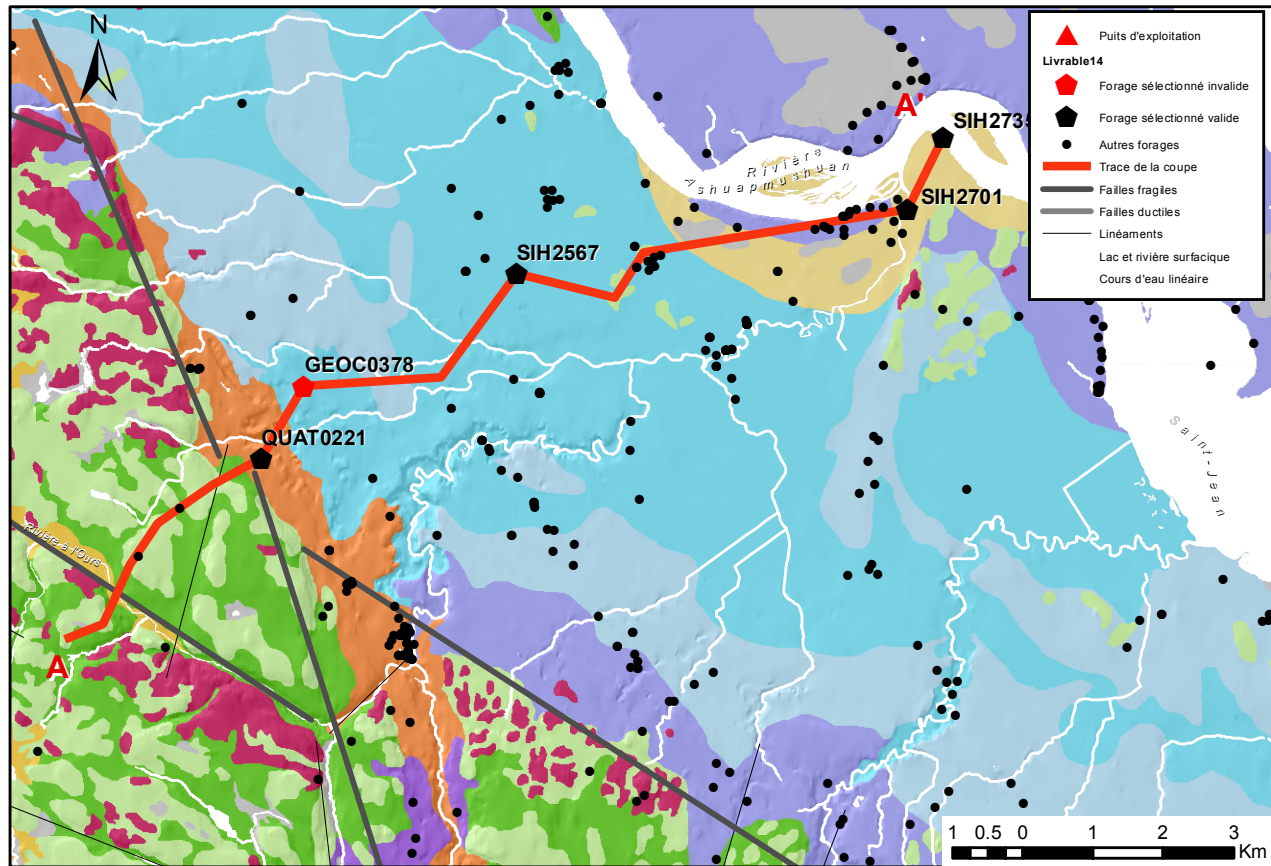 N
Puits d'exploitation
Livrable14
Forage sélectionné invalide
Forage sélectionné valide
Autres forages
Trace de la coupe
Failles fragiles
Failles ductiles
Linéaments
Lac et rivière surfacique
Cours d'eau linéaire
A'
SIH2735
Rivière
Ashuapmushuan
SIH2701
SIH2567
GEOC0378
QUAT0221
Saint-Jean
Rivière à l'Ours
A
1 0.5 0 1 2 3
Km